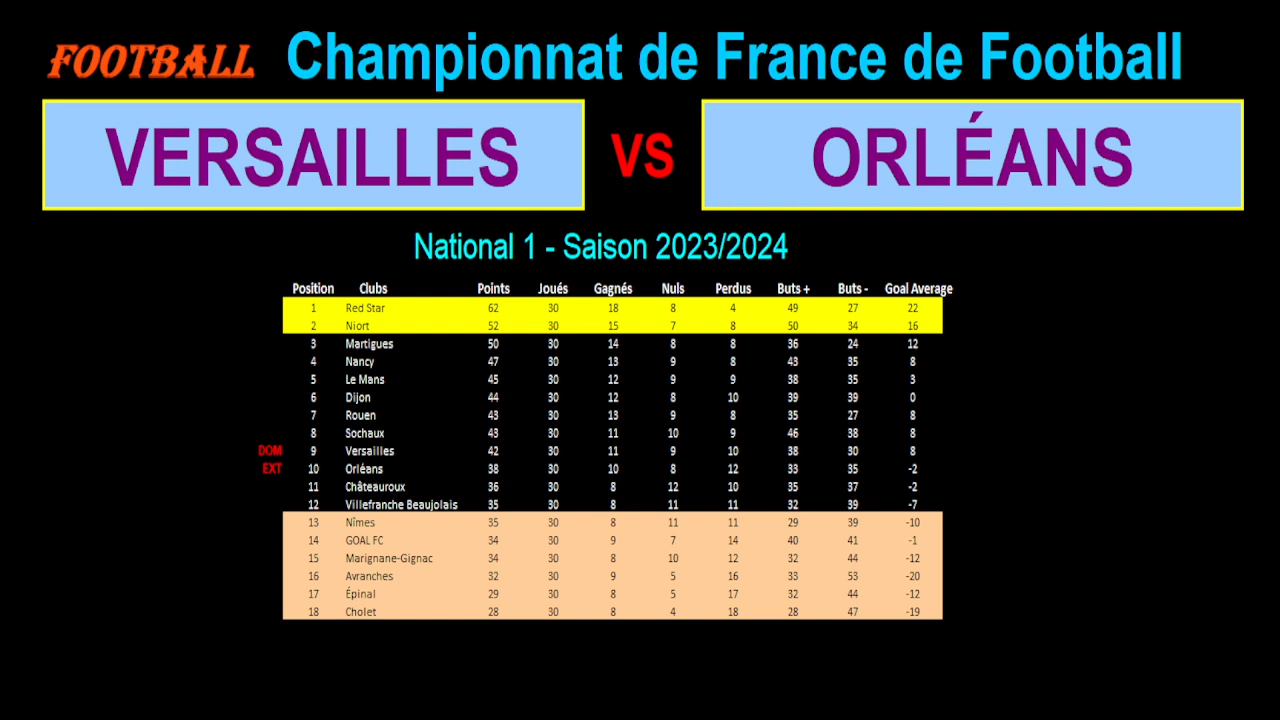 FOOTBALL Championnat de France de Football
VERSAILLES VS ORLÉANS
National 1 - Saison 2023/2024
Position Clubs Points Joués Gagnés Nuls Perdus Buts + Buts - Goal Average
1 Red Star 62 30 18 8 4 49 27 22
2 Niort 52 30 15 7 8 50 34 16
3 Martigues 50 30 14 8 8 36 24 12
4 Nancy 47 30 13 9 8 43 35 8
5 Le Mans 45 30 12 9 9 38 35 3
6 Dijon 44 30 12 8 10 39 39 0
7 Rouen 43 30 13 9 8 35 27 8
8 Sochaux 43 30 11 10 9 46 38 8
DOM 9 Versailles 42 30 11 9 10 38 30 8
EXT 10 Orléans 38 30 10 8 12 33 35 -2
11 Châteauroux 36 30 8 12 10 35 37 -2
12 Villefranche Beaujolais 35 30 8 11 11 32 39 -7
13 Nîmes 35 30 8 11 11 29 39 -10
14 GOAL FC 34 30 9 7 14 40 41 -1
15 Marignane-Gignac 34 30 8 10 12 32 44 -12
16 Avranches 32 30 9 5 16 33 53 -20
17 Épinal 29 30 8 5 17 32 44 -12
18 Cholet 28 30 8 4 18 28 47 -19